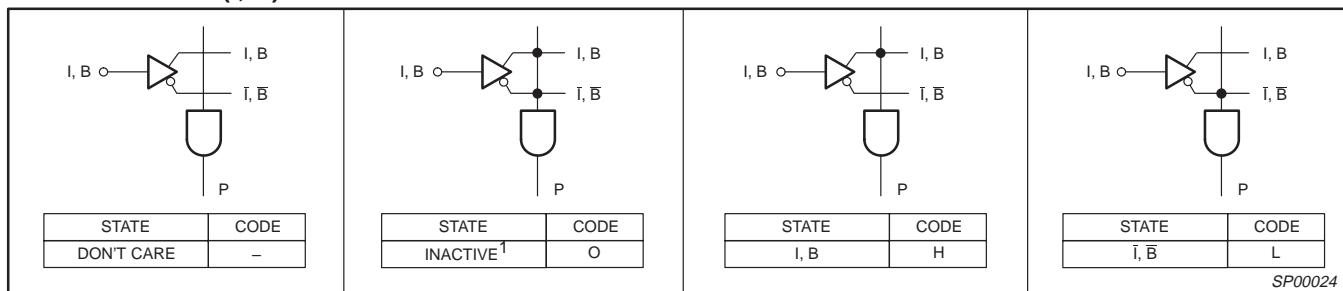 I, B
I, B
Ī, B̅
P
STATE CODE
DON'T CARE –
I, B
I, B
Ī, B̅
P
STATE CODE
INACTIVE1 O
I, B
I, B
Ī, B̅
P
STATE CODE
I, B H
I, B
I, B
Ī, B̅
P
STATE CODE
Ī, B̅ L
SP00024